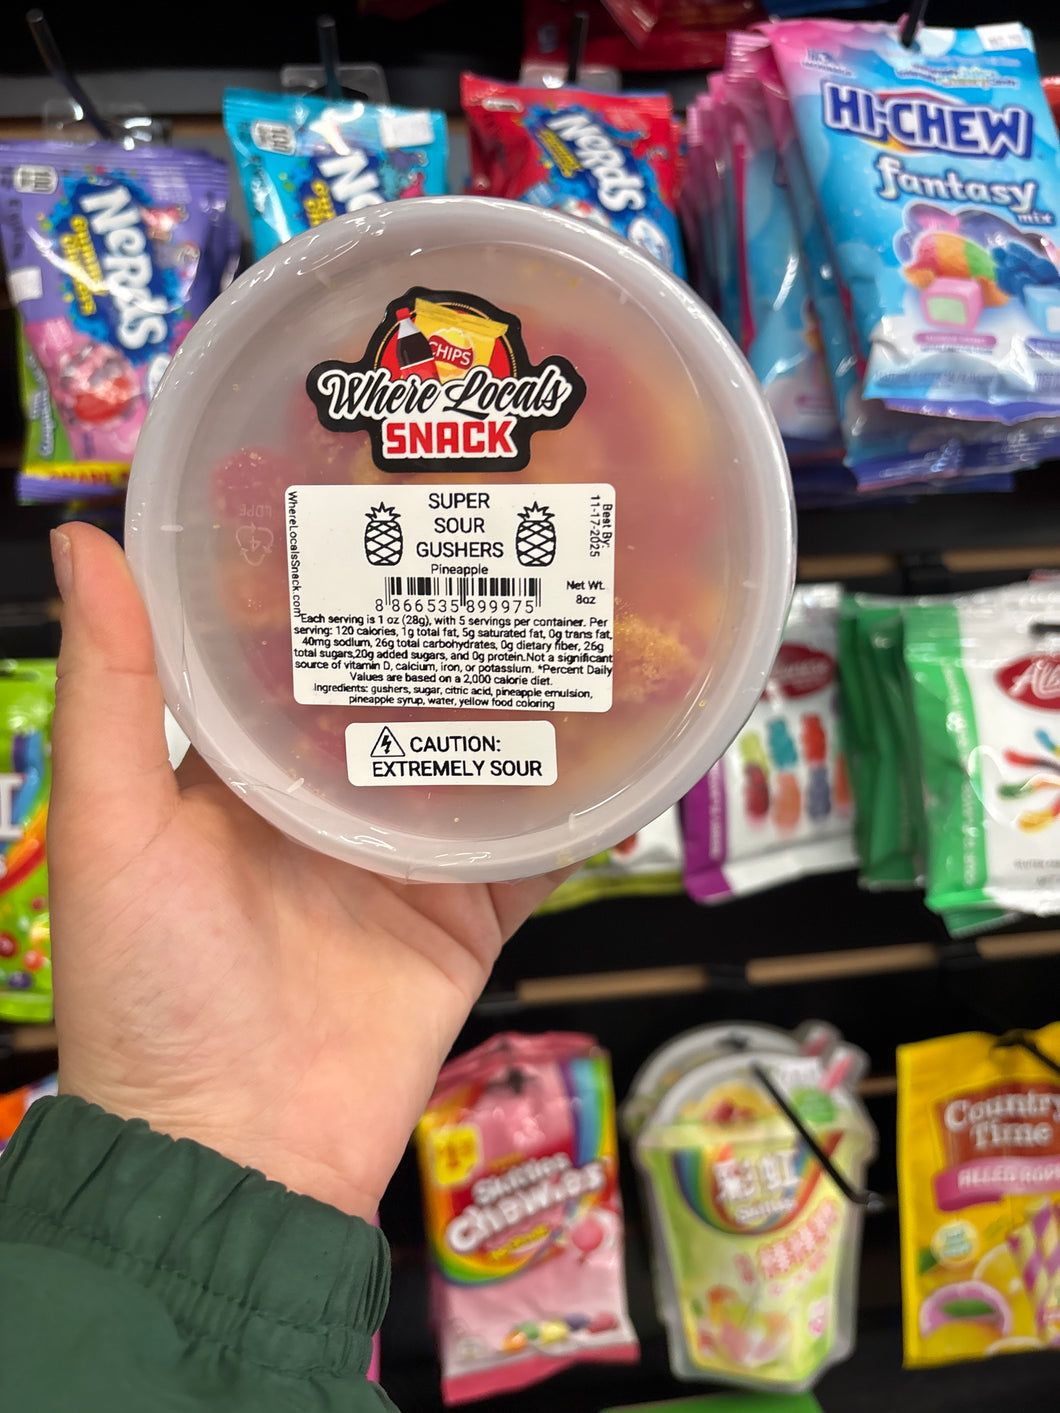 Nerds
N
Nerds
HI-CHEW
fantasy
mix
CHIPS
Where Locals
SNACK
LDPE
4
WhereLocalsSnack.com
SUPER
SOUR
GUSHERS
Pineapple
Best By:
11-17-2025
8 866535 899975
Net Wt.
8oz
*Each serving is 1 oz (28g), with 5 servings per container. Per
serving: 120 calories, 1g total fat, 5g saturated fat, 0g trans fat,
40mg sodium, 26g total carbohydrates, 0g dietary fiber, 26g
total sugars,20g added sugars, and 0g protein.Not a significant
source of vitamin D, calcium, iron, or potassium. *Percent Daily
Values are based on a 2,000 calorie diet.
Ingredients: gushers, sugar, citric acid, pineapple emulsion,
pineapple syrup, water, yellow food coloring
CAUTION:
EXTREMELY SOUR
Alb
Skittles
Chewies
Country
Time